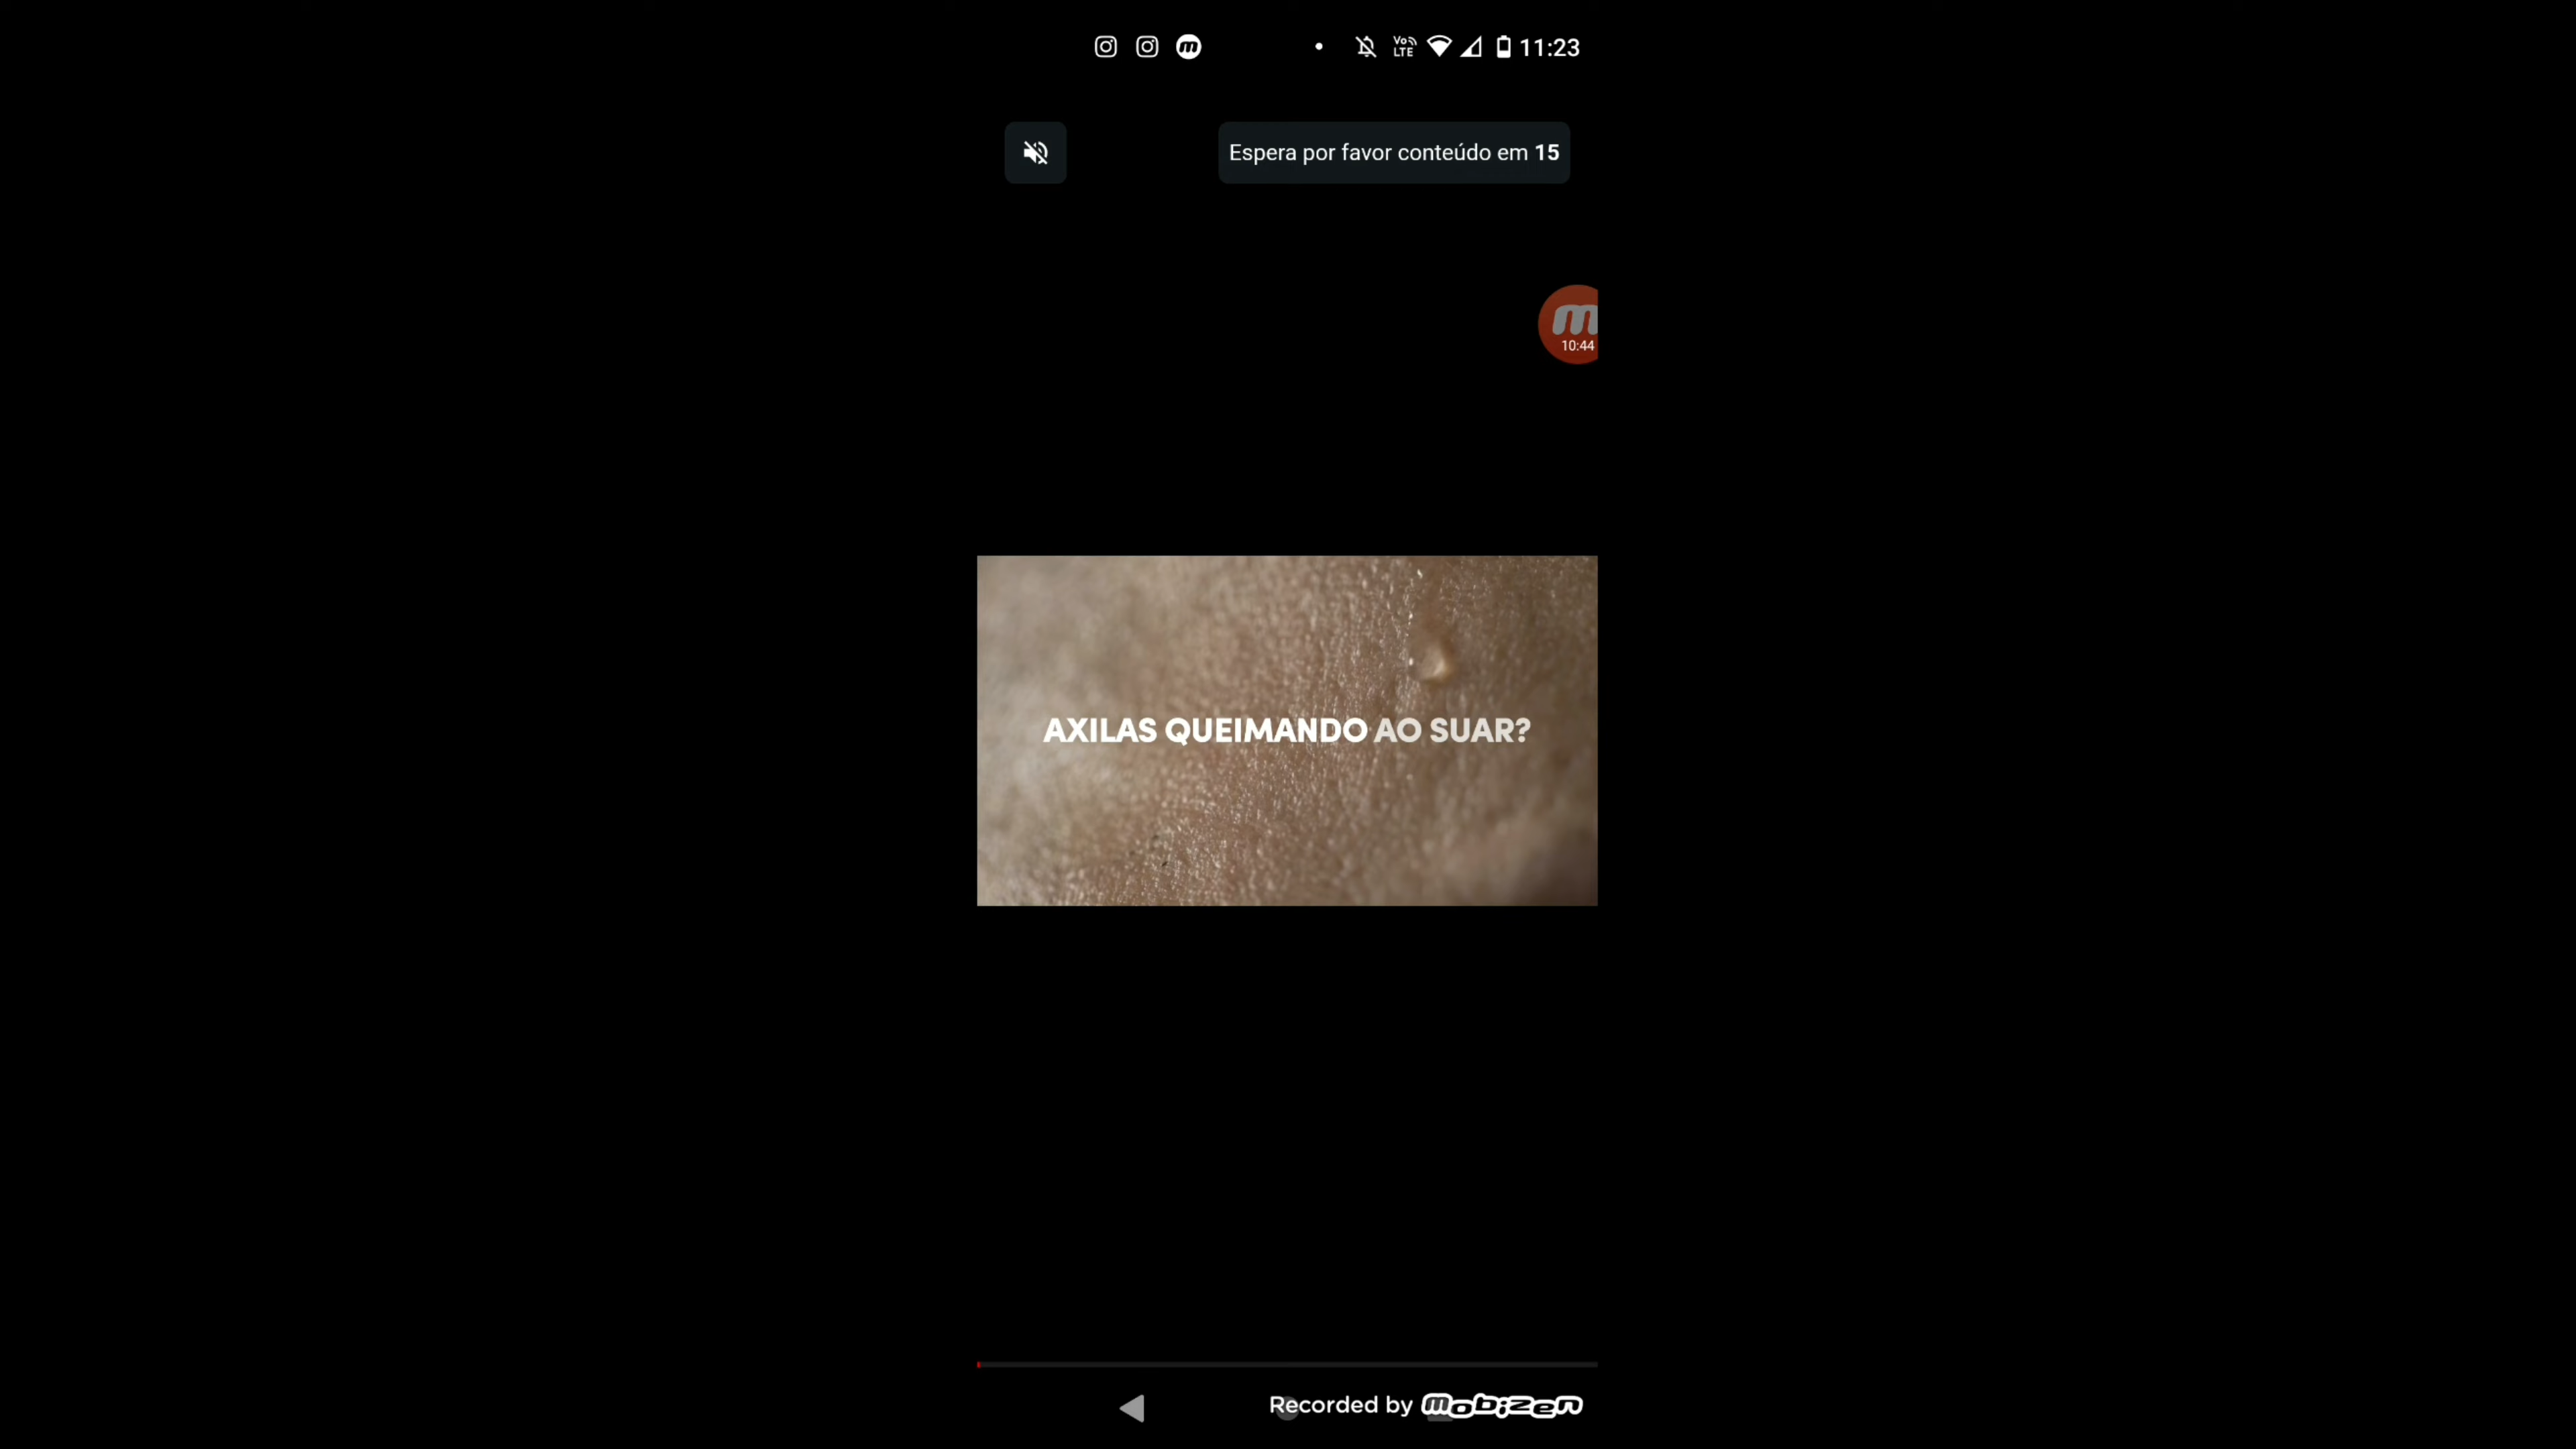 11:23
Espera por favor conteúdo em 15
10:44
AXILAS QUEIMANDO AO SUAR?
Recorded by mobizen